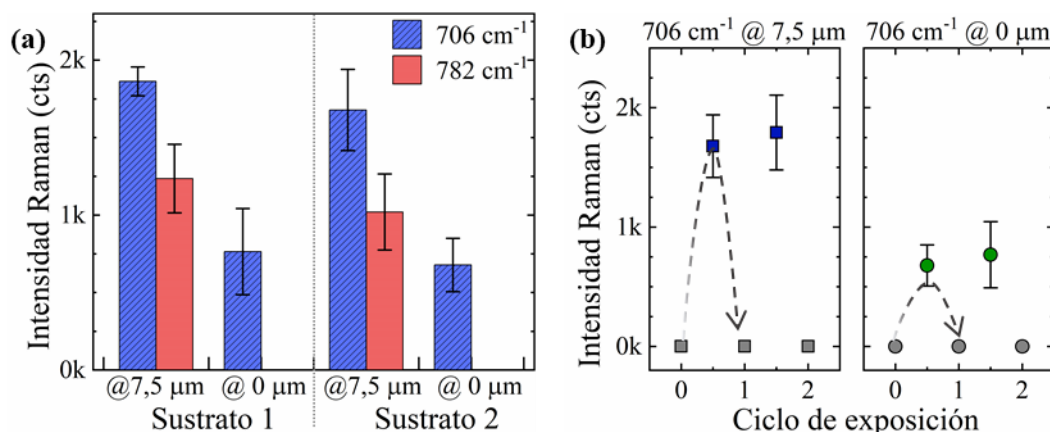 (a)
Intensidad Raman (cts)
2k
1k
0k
706 cm⁻¹
782 cm⁻¹
@7,5 µm @ 0 µm @7,5 µm @ 0 µm
Sustrato 1 Sustrato 2
(b)
706 cm⁻¹ @ 7,5 µm 706 cm⁻¹ @ 0 µm
Intensidad Raman (cts)
2k
1k
0k
0 1 2 0 1 2
Ciclo de exposición